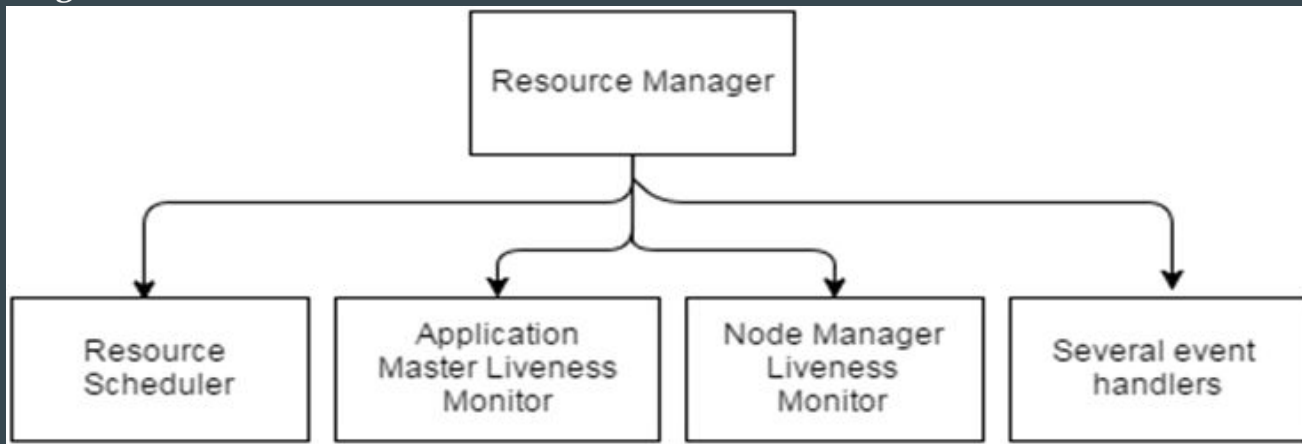 Resource Manager
Resource
Scheduler
Application
Master Liveness
Monitor
Node Manager
Liveness
Monitor
Several event
handlers